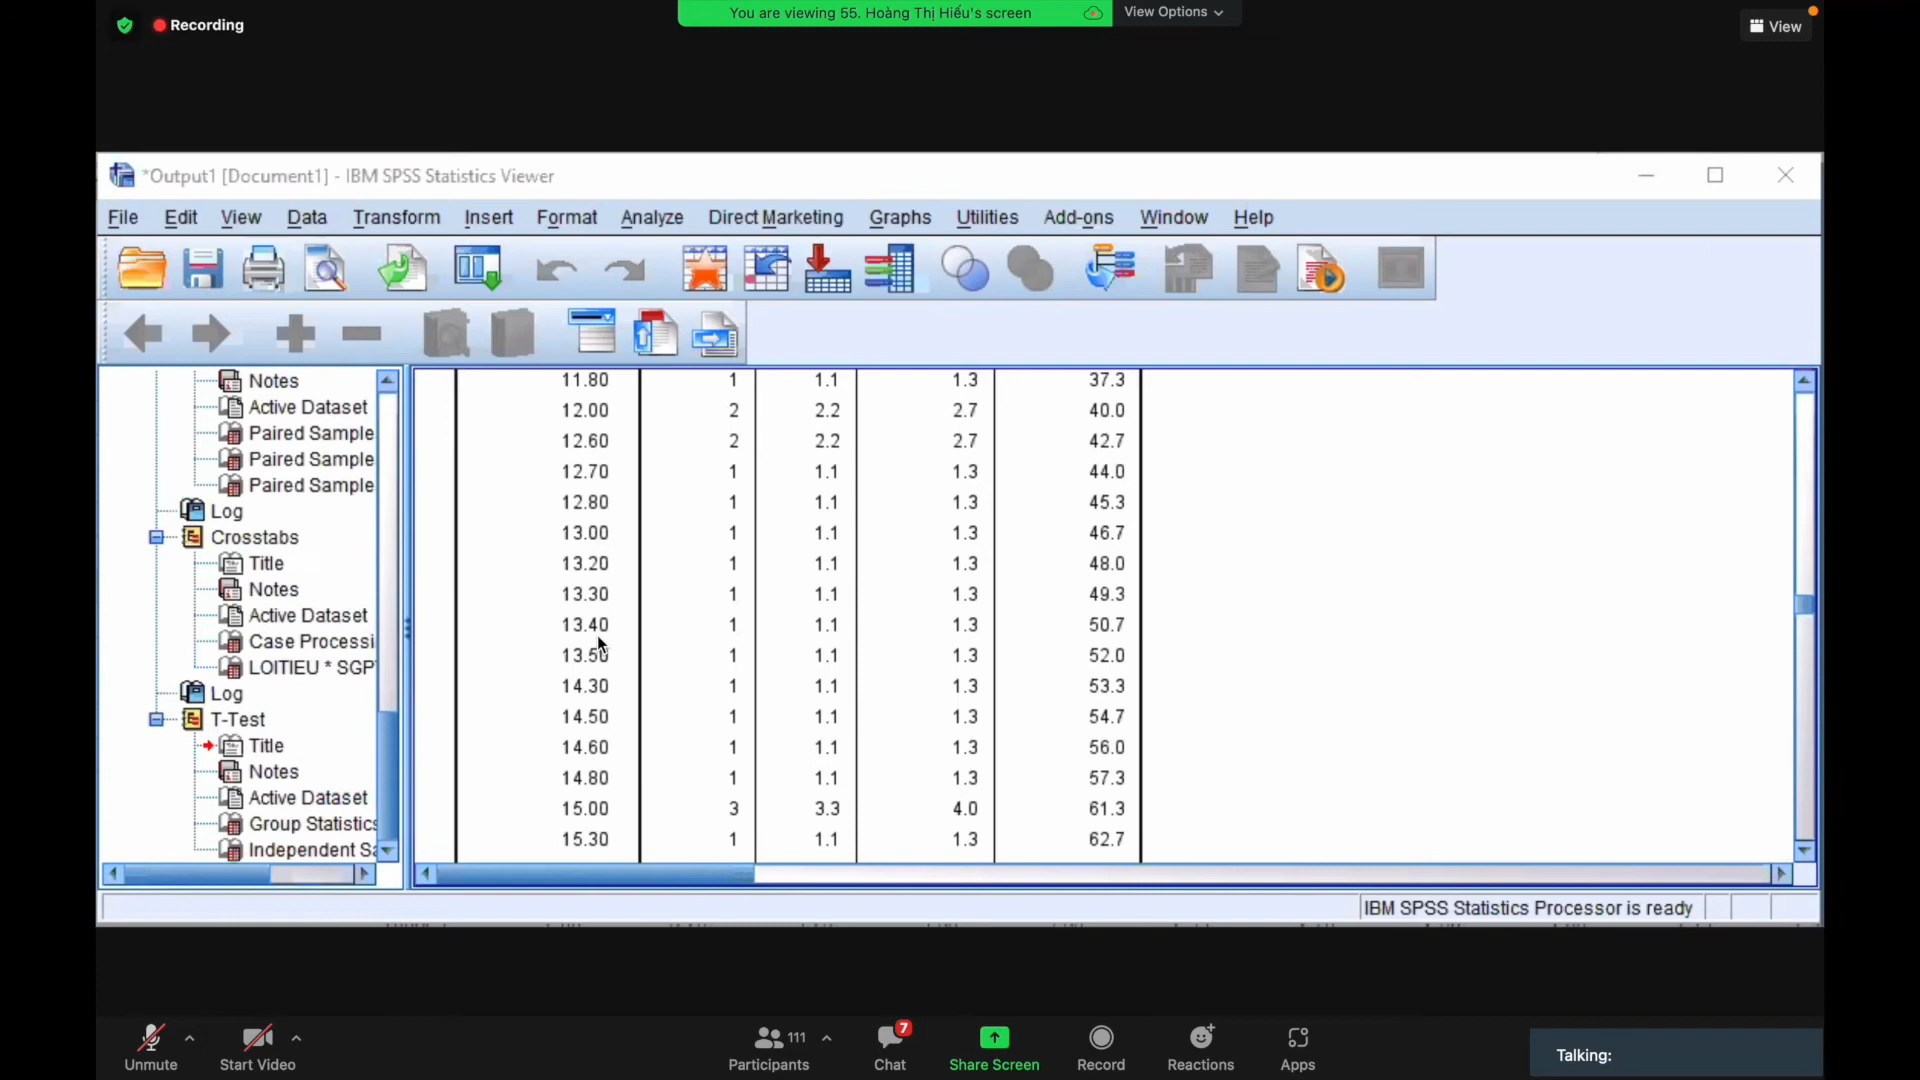 Recording
You are viewing 55. Hoàng Thị Hiếu's screen
View Options
View
*Output1 [Document1] - IBM SPSS Statistics Viewer
File Edit View Data Transform Insert Format Analyze Direct Marketing Graphs Utilities Add-ons Window Help
Notes
Active Dataset
Paired Sample
Paired Sample
Paired Sample
Log
Crosstabs
Title
Notes
Active Dataset
Case Processi
LOITIEU * SGP
Log
T-Test
Title
Notes
Active Dataset
Group Statistics
Independent Sa
11.80 1 1.1 1.3 37.3
12.00 2 2.2 2.7 40.0
12.60 2 2.2 2.7 42.7
12.70 1 1.1 1.3 44.0
12.80 1 1.1 1.3 45.3
13.00 1 1.1 1.3 46.7
13.20 1 1.1 1.3 48.0
13.30 1 1.1 1.3 49.3
13.40 1 1.1 1.3 50.7
13.50 1 1.1 1.3 52.0
14.30 1 1.1 1.3 53.3
14.50 1 1.1 1.3 54.7
14.60 1 1.1 1.3 56.0
14.80 1 1.1 1.3 57.3
15.00 3 3.3 4.0 61.3
15.30 1 1.1 1.3 62.7
IBM SPSS Statistics Processor is ready
Unmute
Start Video
111
Participants
7
Chat
Share Screen
Record
Reactions
Apps
Talking: